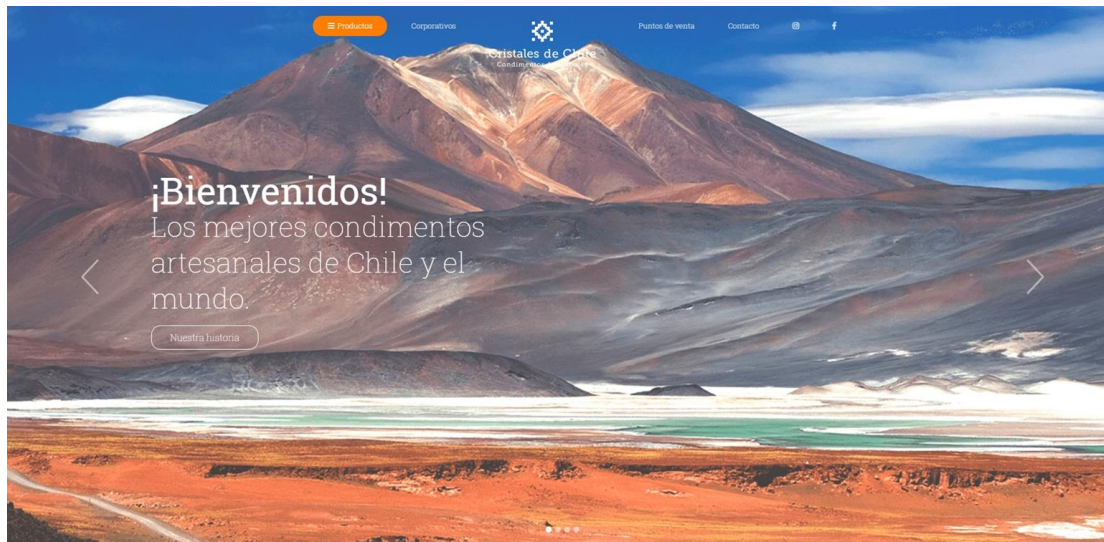 Productos
Corporativos
Cristales de Chile
Puntos de venta
Contacto
¡Bienvenidos!
Los mejores condimentos
artesanales de Chile y el
mundo.
Nuestra historia